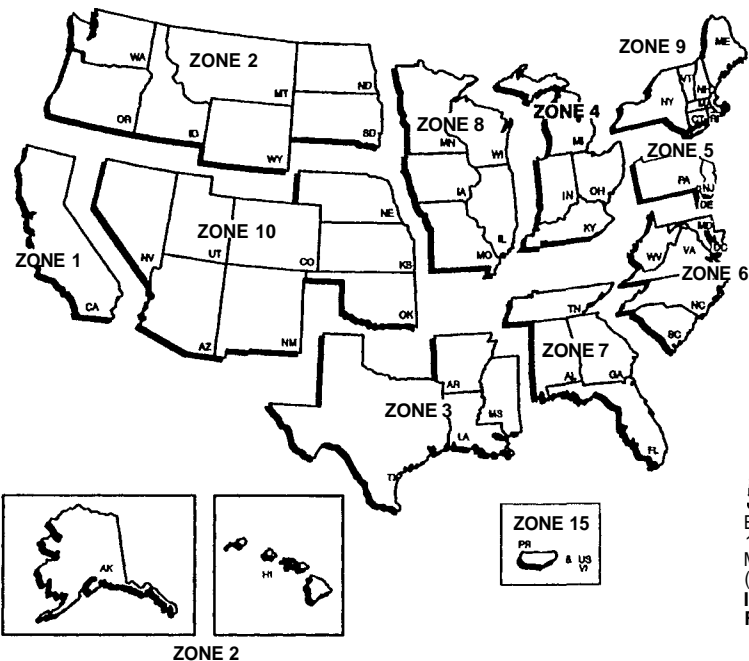 ZONE 9
ME
WA
ZONE 2
MT
ND
VT
NH
NY
MA
CT
RI
OR
ID
WY
SD
ZONE 8
MN
WI
ZONE 4
MI
ZONE 5
PA
NJ
DE
IA
IN
OH
NE
IL
KY
MD
DC
ZONE 1
CA
NV
ZONE 10
UT
CO
KS
MO
WV
VA
ZONE 6
NC
SC
AZ
NM
OK
TN
ZONE 7
AL
GA
AR
ZONE 3
MS
LA
TX
FL
AK
HI
ZONE 15
PR
& US
VI
ZONE 2